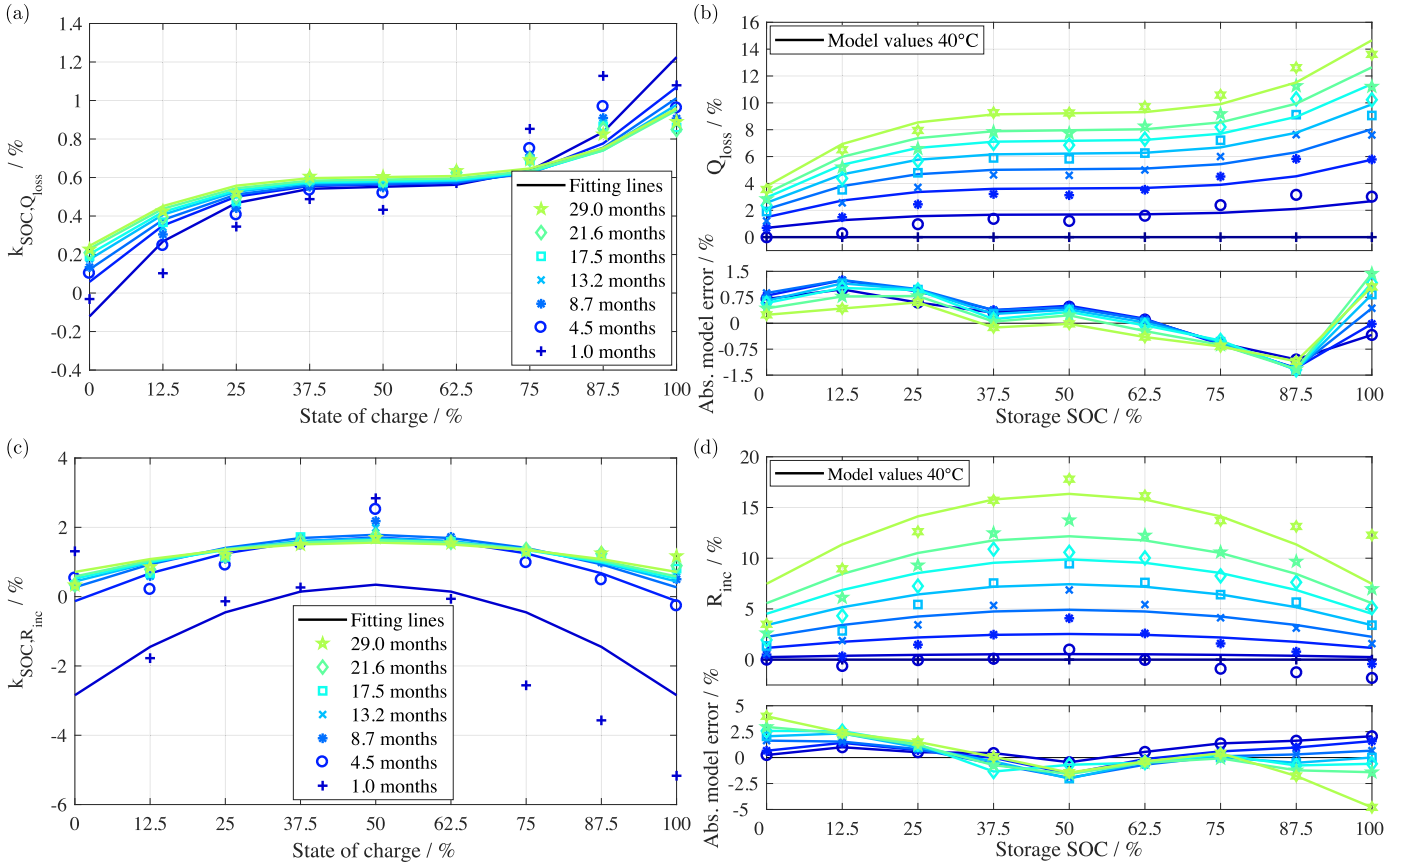 (a)
1.4
1.2
1
0.8
0.6
0.4
0.2
0
-0.2
-0.4
k_SOC,Q_loss / %
Fitting lines
29.0 months
21.6 months
17.5 months
13.2 months
8.7 months
4.5 months
1.0 months
0 12.5 25 37.5 50 62.5 75 87.5 100
State of charge / %
(b)
16
14
12
10
8
6
4
2
0
Q_loss / %
Model values 40°C
1.5
0.75
0
-0.75
-1.5
Abs. model error / %
0 12.5 25 37.5 50 62.5 75 87.5 100
Storage SOC / %
(c)
4
2
0
-2
-4
-6
k_SOC,R_inc / %
Fitting lines
29.0 months
21.6 months
17.5 months
13.2 months
8.7 months
4.5 months
1.0 months
0 12.5 25 37.5 50 62.5 75 87.5 100
State of charge / %
(d)
20
15
10
5
0
R_inc / %
Model values 40°C
5
2.5
0
-2.5
-5
Abs. model error / %
0 12.5 25 37.5 50 62.5 75 87.5 100
Storage SOC / %